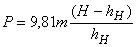 P = 9,81m (H − h_H) / h_H